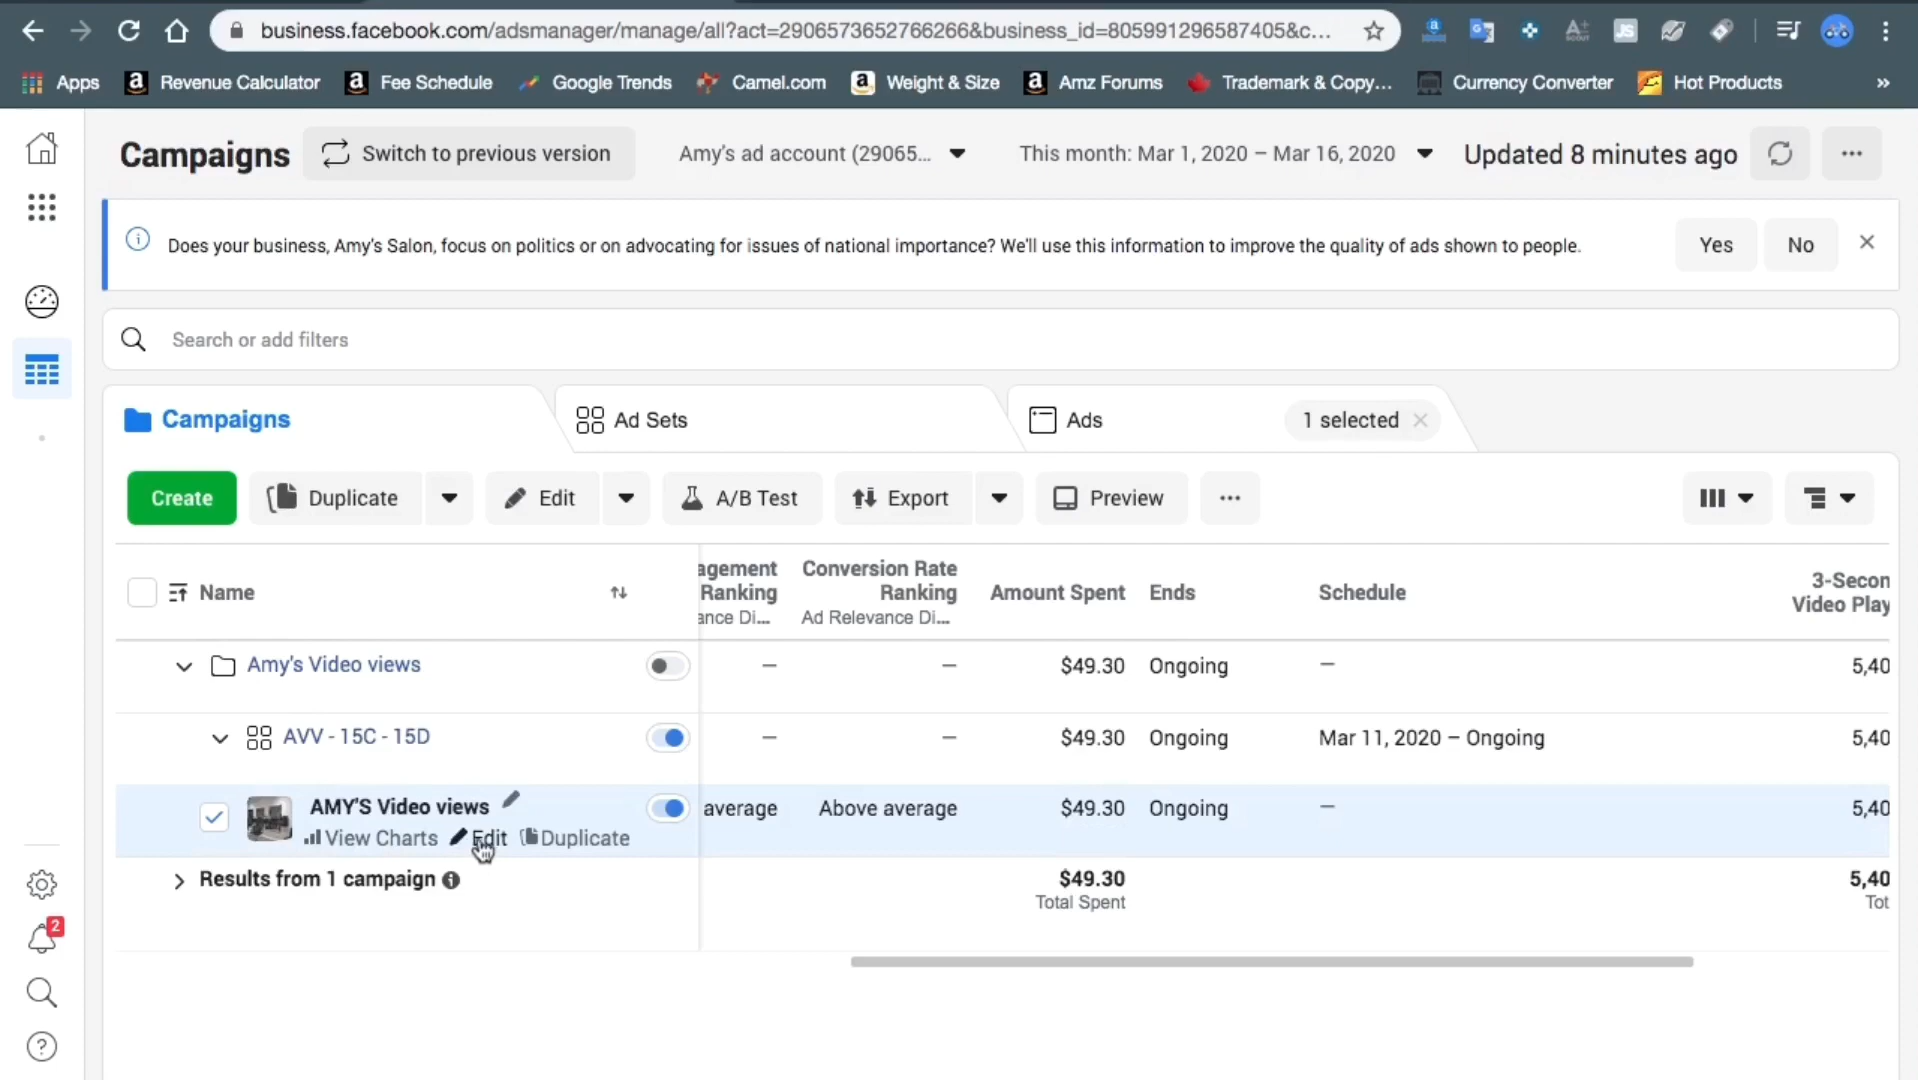 business.facebook.com/adsmanager/manage/all?act=2906573652766266&business_id=805991296587405&c...
JS
Apps
Revenue Calculator
Fee Schedule
Google Trends
Camel.com
Weight & Size
Amz Forums
Trademark & Copy...
Currency Converter
Hot Products
»
Campaigns
Switch to previous version
Amy's ad account (29065...
This month: Mar 1, 2020 – Mar 16, 2020
Updated 8 minutes ago
Does your business, Amy's Salon, focus on politics or on advocating for issues of national importance? We'll use this information to improve the quality of ads shown to people.
Yes
No
Search or add filters
Campaigns
Ad Sets
Ads
1 selected
Create
Duplicate
Edit
A/B Test
Export
Preview
Name
agement
Ranking
ance Di...
Conversion Rate
Ranking
Ad Relevance Di...
Amount Spent
Ends
Schedule
3-Secon
Video Play
Amy's Video views
—
—
$49.30
Ongoing
—
5,40
AVV - 15C - 15D
—
—
$49.30
Ongoing
Mar 11, 2020 – Ongoing
5,40
AMY'S Video views
View Charts
Edit
Duplicate
average
Above average
$49.30
Ongoing
—
5,40
Results from 1 campaign
$49.30
Total Spent
5,40
Tot
2